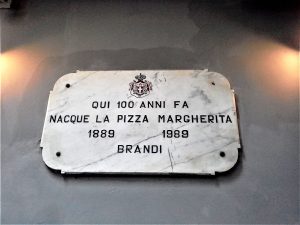 QUI 100 ANNI FA
NACQUE LA PIZZA MARGHERITA
1889 1989
BRANDI